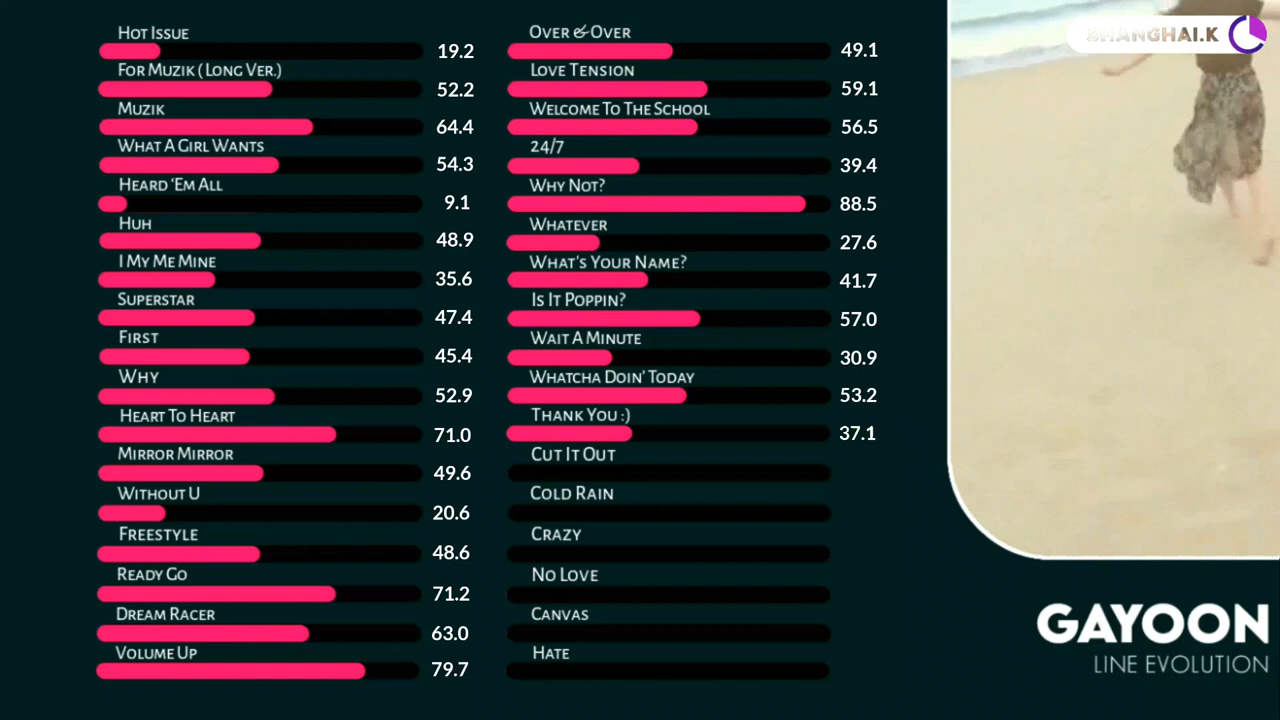 HOT ISSUE
19.2
FOR MUZIK (LONG VER.)
52.2
MUZIK
64.4
WHAT A GIRL WANTS
54.3
HEARD 'EM ALL
9.1
HUH
48.9
I MY ME MINE
35.6
SUPERSTAR
47.4
FIRST
45.4
WHY
52.9
HEART TO HEART
71.0
MIRROR MIRROR
49.6
WITHOUT U
20.6
FREESTYLE
48.6
READY GO
71.2
DREAM RACER
63.0
VOLUME UP
79.7
OVER & OVER
49.1
LOVE TENSION
59.1
WELCOME TO THE SCHOOL
56.5
24/7
39.4
WHY NOT?
88.5
WHATEVER
27.6
WHAT'S YOUR NAME?
41.7
IS IT POPPIN?
57.0
WAIT A MINUTE
30.9
WHATCHA DOIN' TODAY
53.2
THANK YOU :)
37.1
CUT IT OUT
COLD RAIN
CRAZY
NO LOVE
CANVAS
HATE
SHANGHAI.K
GAYOON
LINE EVOLUTION